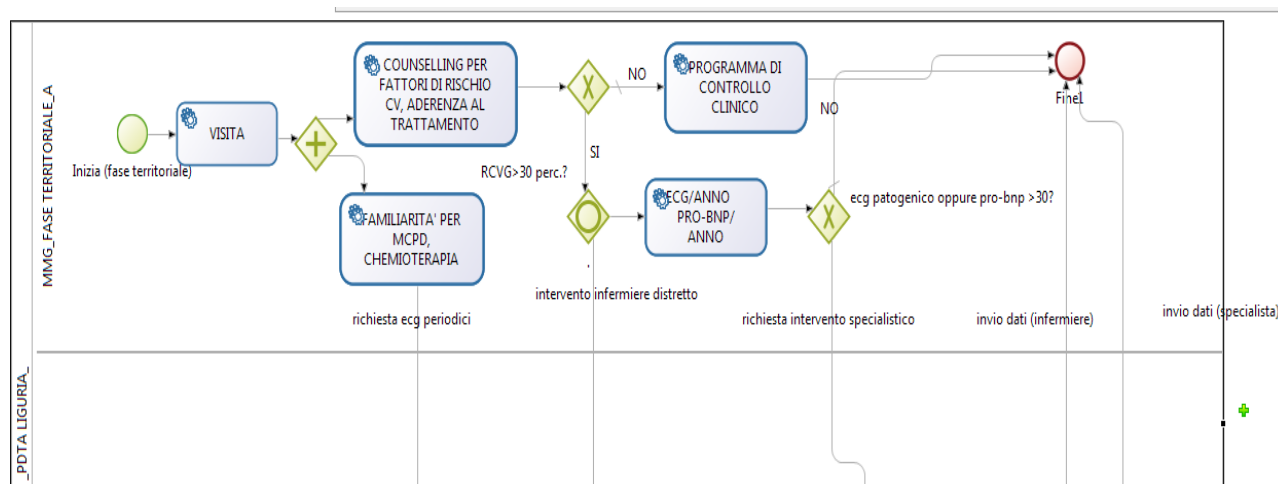 MMG_FASE TERRITORIALE_A
_PDTA LIGURIA_
Inizia (fase territoriale)
VISITA
COUNSELLING PER
FATTORI DI RISCHIO
CV, ADERENZA AL
TRATTAMENTO
FAMILIARITA' PER
MCPD,
CHEMIOTERAPIA
richiesta ecg periodici
NO
SI
RCVG>30 perc.?
.
intervento infermiere distretto
PROGRAMMA DI
CONTROLLO
CLINICO
ECG/ANNO
PRO-BNP/
ANNO
NO
ecg patogenico oppure pro-bnp >30?
richiesta intervento specialistico
Fine1
invio dati (infermiere)
invio dati (specialista)